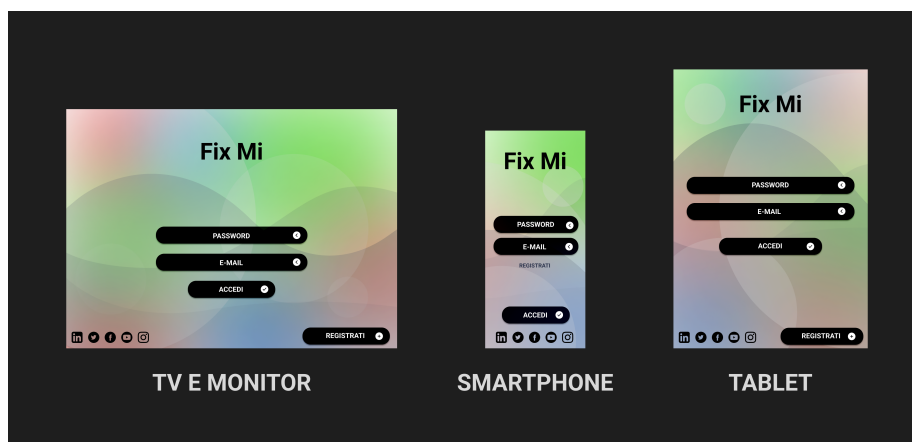 Fix Mi
PASSWORD
E-MAIL
ACCEDI
REGISTRATI
TV E MONITOR
Fix Mi
PASSWORD
E-MAIL
REGISTRATI
ACCEDI
SMARTPHONE
Fix Mi
PASSWORD
E-MAIL
ACCEDI
REGISTRATI
TABLET